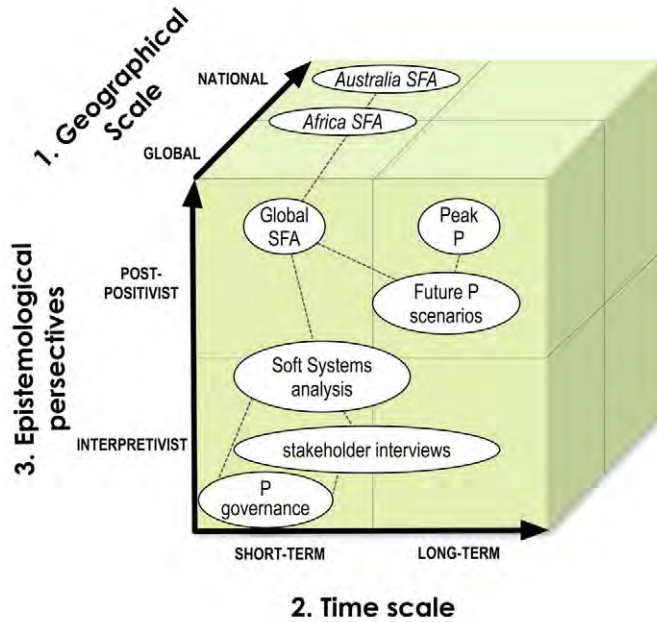 1. Geographical
Scale
NATIONAL
GLOBAL
Australia SFA
Africa SFA
3. Epistemological
persectives
POST-
POSITIVIST
INTERPRETIVIST
Global
SFA
Peak
P
Future P
scenarios
Soft Systems
analysis
stakeholder interviews
P
governance
SHORT-TERM
LONG-TERM
2. Time scale